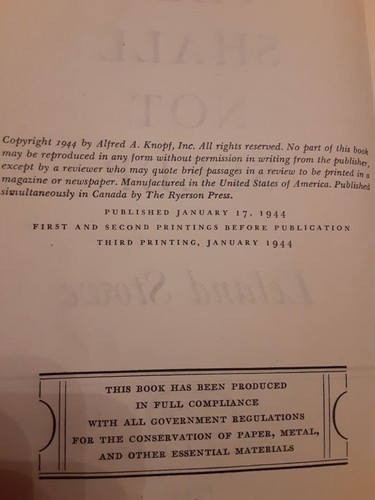 SHALL
NOT
Copyright 1944 by Alfred A. Knopf, Inc. All rights reserved. No part of this book
may be reproduced in any form without permission in writing from the publisher,
except by a reviewer who may quote brief passages in a review to be printed in a
magazine or newspaper. Manufactured in the United States of America. Published
simultaneously in Canada by The Ryerson Press.
PUBLISHED JANUARY 17, 1944
FIRST AND SECOND PRINTINGS BEFORE PUBLICATION
THIRD PRINTING, JANUARY 1944
Leland Stowe
THIS BOOK HAS BEEN PRODUCED
IN FULL COMPLIANCE
WITH ALL GOVERNMENT REGULATIONS
FOR THE CONSERVATION OF PAPER, METAL,
AND OTHER ESSENTIAL MATERIALS